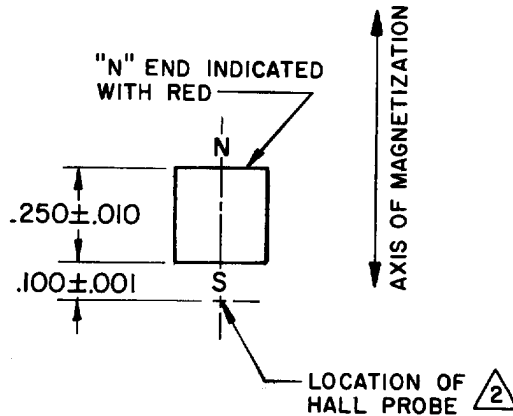 "N" END INDICATED
WITH RED
N
.250±.010
.100±.001
S
AXIS OF MAGNETIZATION
LOCATION OF
HALL PROBE 2